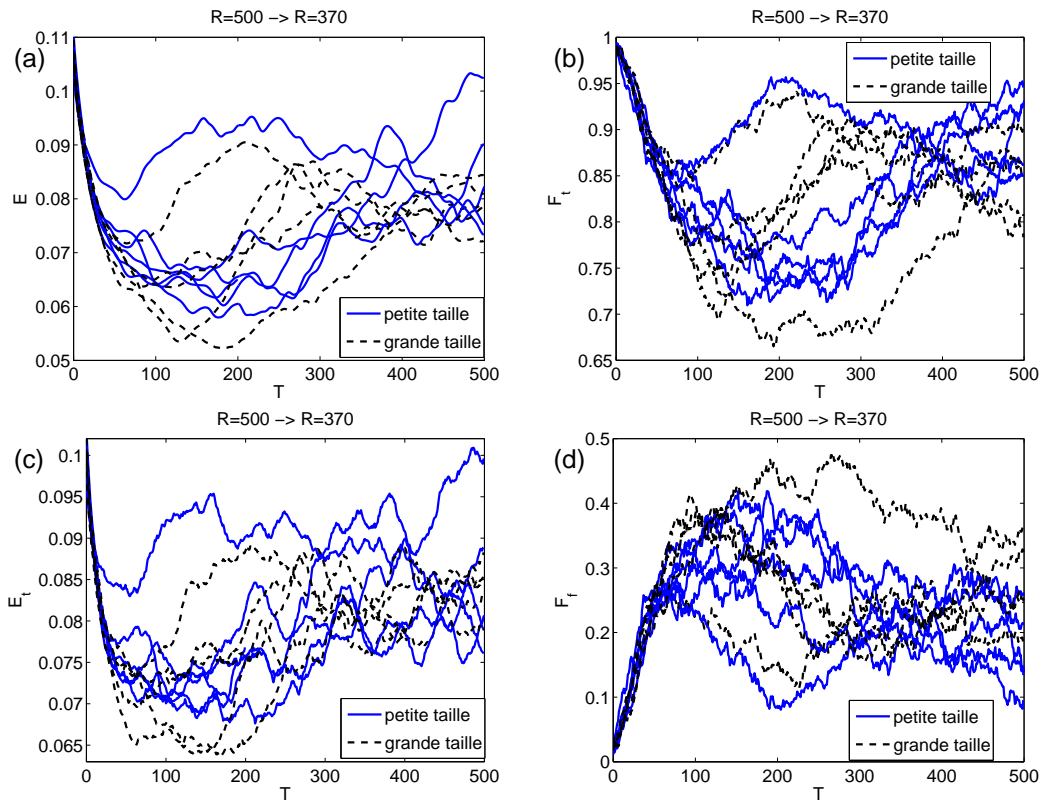 R=500 −> R=370
(a)
E
0.11
0.1
0.09
0.08
0.07
0.06
0.05
0 100 200 300 400 500
T
petite taille
grande taille
R=500 −> R=370
(b)
F_t
1
0.95
0.9
0.85
0.8
0.75
0.7
0.65
0 100 200 300 400 500
T
petite taille
grande taille
R=500 −> R=370
(c)
E_t
0.1
0.095
0.09
0.085
0.08
0.075
0.07
0.065
0 100 200 300 400 500
T
petite taille
grande taille
R=500 −> R=370
(d)
F_f
0.5
0.4
0.3
0.2
0.1
0
0 100 200 300 400 500
T
petite taille
grande taille